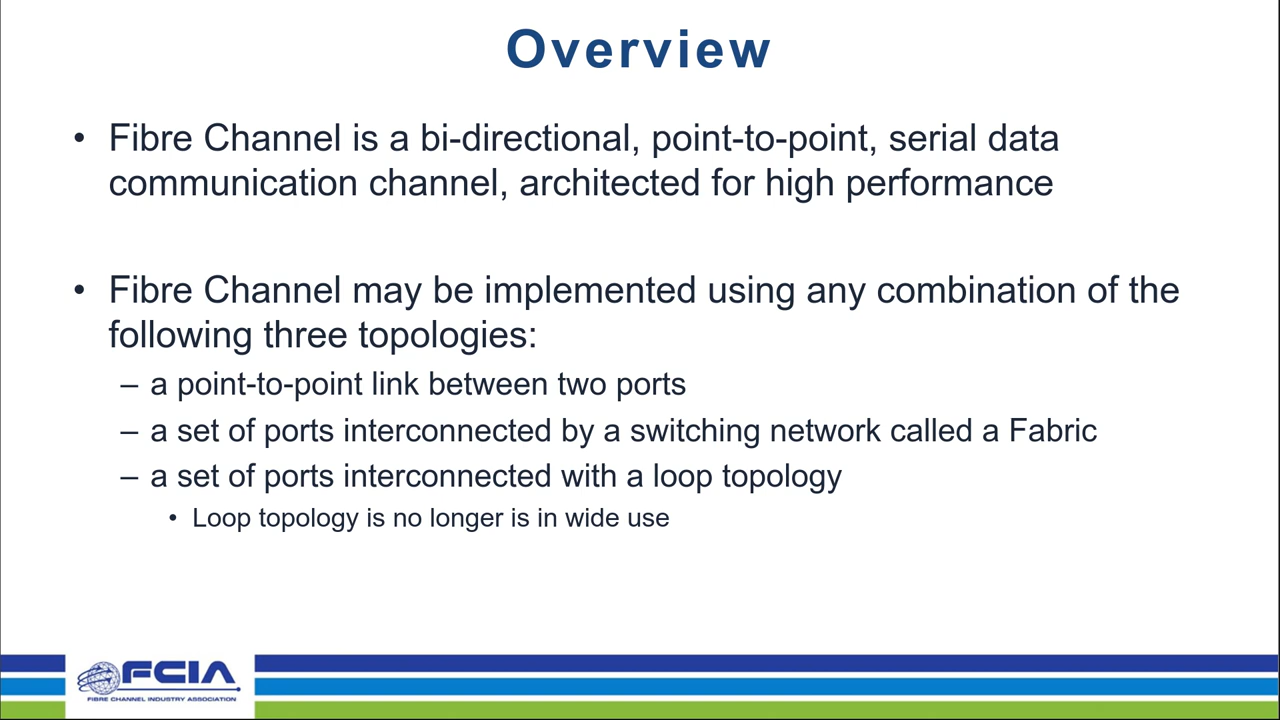 Overview
• Fibre Channel is a bi-directional, point-to-point, serial data
communication channel, architected for high performance
• Fibre Channel may be implemented using any combination of the
following three topologies:
– a point-to-point link between two ports
– a set of ports interconnected by a switching network called a Fabric
– a set of ports interconnected with a loop topology
• Loop topology is no longer is in wide use
FCIA
FIBRE CHANNEL INDUSTRY ASSOCIATION